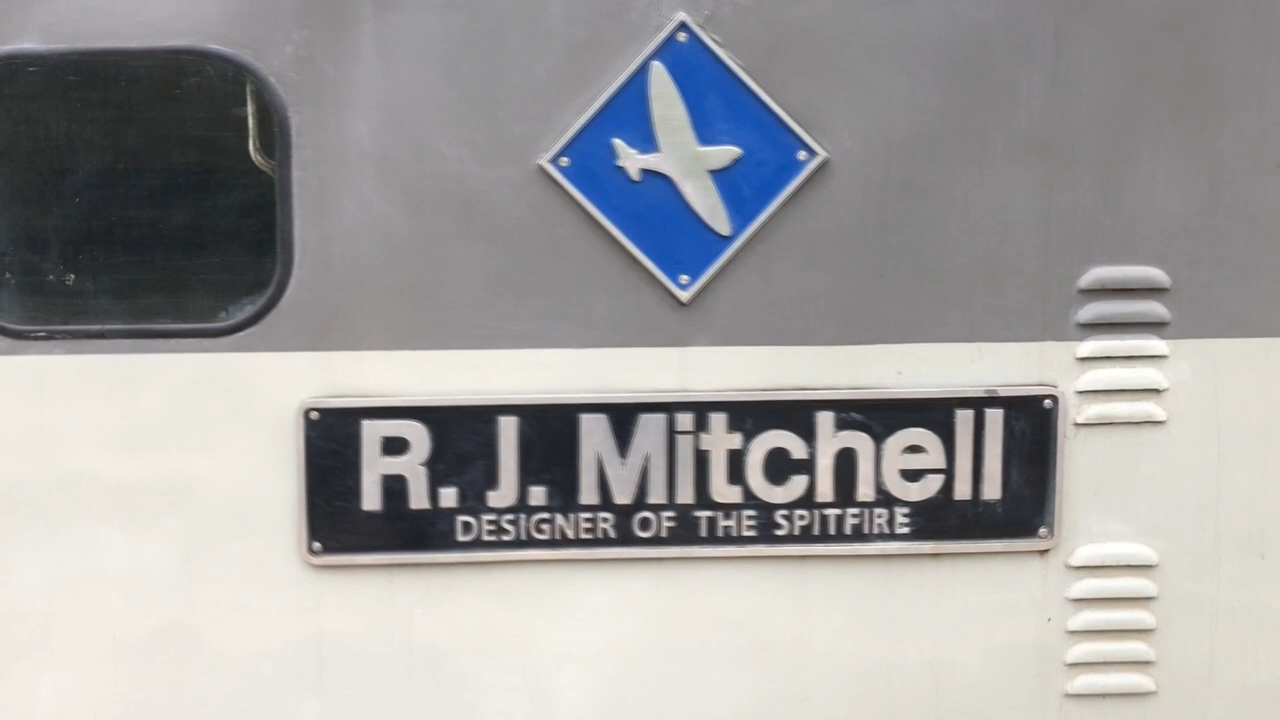 R. J. Mitchell
DESIGNER OF THE SPITFIRE